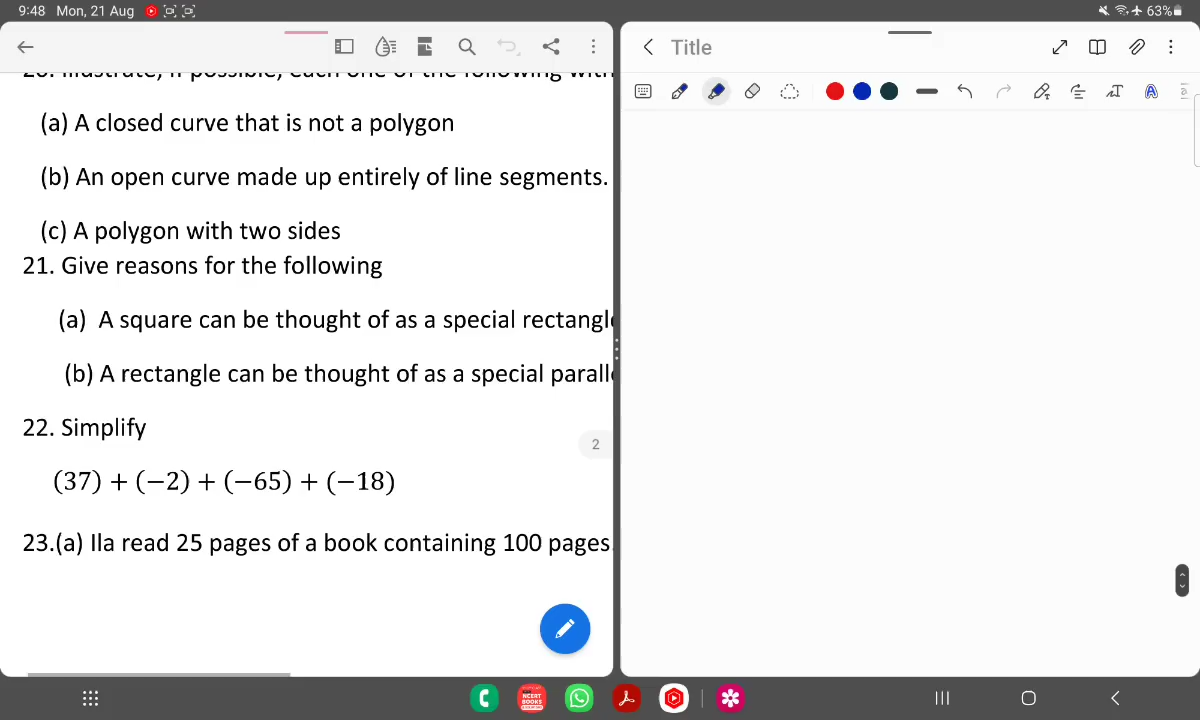 9:48 Mon, 21 Aug
63%
Title
(a) A closed curve that is not a polygon
(b) An open curve made up entirely of line segments.
(c) A polygon with two sides
21. Give reasons for the following
(a) A square can be thought of as a special rectangle
(b) A rectangle can be thought of as a special
22. Simplify
2
(37) + (−2) + (−65) + (−18)
23.(a) Ila read 25 pages of a book containing 100 pages.
NCERT
BOOKS